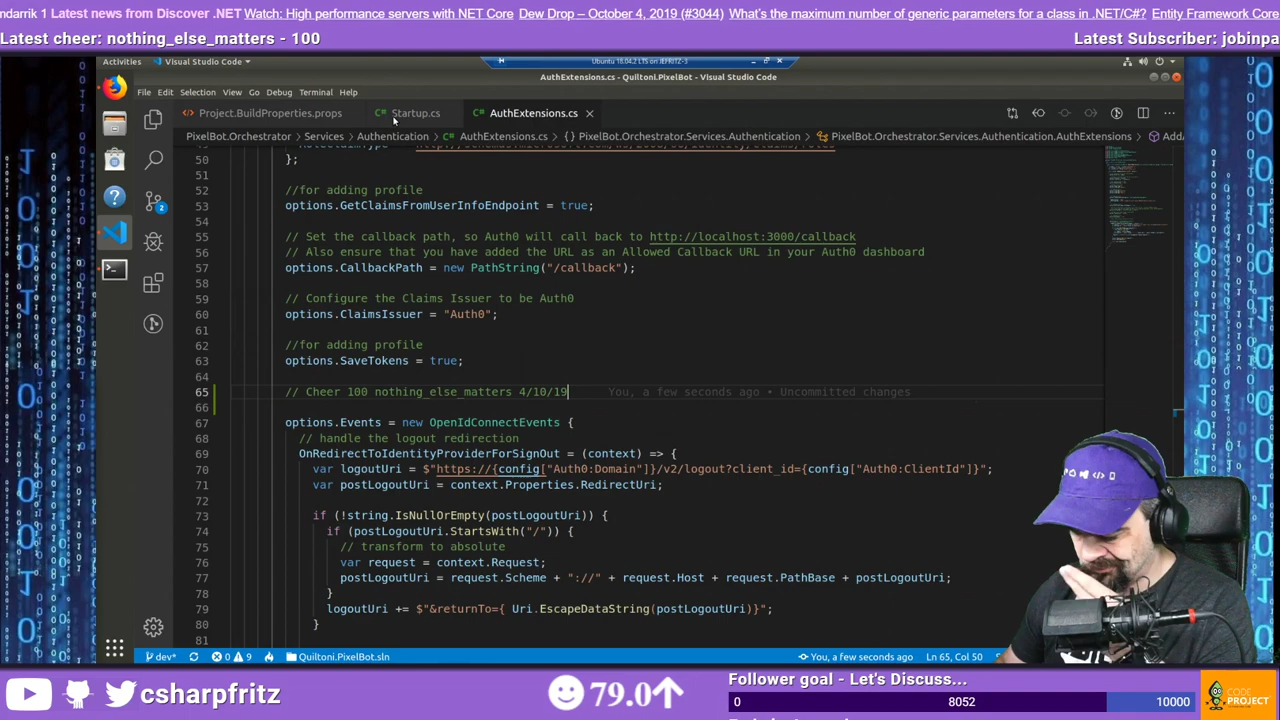 ndarrik 1 Latest news from Discover .NET Watch: High performance servers with NET Core Dew Drop – October 4, 2019 (#3044) What's the maximum number of generic parameters for a class in .NET/C#? Entity Framework Core
Latest cheer: nothing_else_matters - 100
Latest Subscriber: jobinpa
Activities Visual Studio Code
Ubuntu 18.04.2 LTS on JEFRITZ-3
AuthExtensions.cs - Quiltoni.PixelBot - Visual Studio Code
File Edit Selection View Go Debug Terminal Help
Project.BuildProperties.props
C# Startup.cs
C# AuthExtensions.cs
PixelBot.Orchestrator > Services > Authentication > C# AuthExtensions.cs > {} PixelBot.Orchestrator.Services.Authentication > PixelBot.Orchestrator.Services.Authentication.AuthExtensions >
50 };
51
52 //for adding profile
53 options.GetClaimsFromUserInfoEndpoint = true;
54
55 // Set the callback path, so Auth0 will call back to http://localhost:3000/callback
56 // Also ensure that you have added the URL as an Allowed Callback URL in your Auth0 dashboard
57 options.CallbackPath = new PathString("/callback");
58
59 // Configure the Claims Issuer to be Auth0
60 options.ClaimsIssuer = "Auth0";
61
62 //for adding profile
63 options.SaveTokens = true;
64
65 // Cheer 100 nothing_else_matters 4/10/19 You, a few seconds ago • Uncommitted changes
66
67 options.Events = new OpenIdConnectEvents {
68 // handle the logout redirection
69 OnRedirectToIdentityProviderForSignOut = (context) => {
70 var logoutUri = $"https://{config["Auth0:Domain"]}/v2/logout?client_id={config["Auth0:ClientId"]}";
71 var postLogoutUri = context.Properties.RedirectUri;
72
73 if (!string.IsNullOrEmpty(postLogoutUri)) {
74 if (postLogoutUri.StartsWith("/")) {
75 // transform to absolute
76 var request = context.Request;
77 postLogoutUri = request.Scheme + "://" + request.Host + request.PathBase + postLogoutUri;
78 }
79 logoutUri += $"&returnTo={ Uri.EscapeDataString(postLogoutUri)}";
80 }
81
2
dev*
0 9
Quiltoni.PixelBot.sln
You, a few seconds ago
Ln 65, Col 50
csharpfritz
79.0
Follower goal - Let's Discuss...
0 8052 10000
CODE
PROJECT